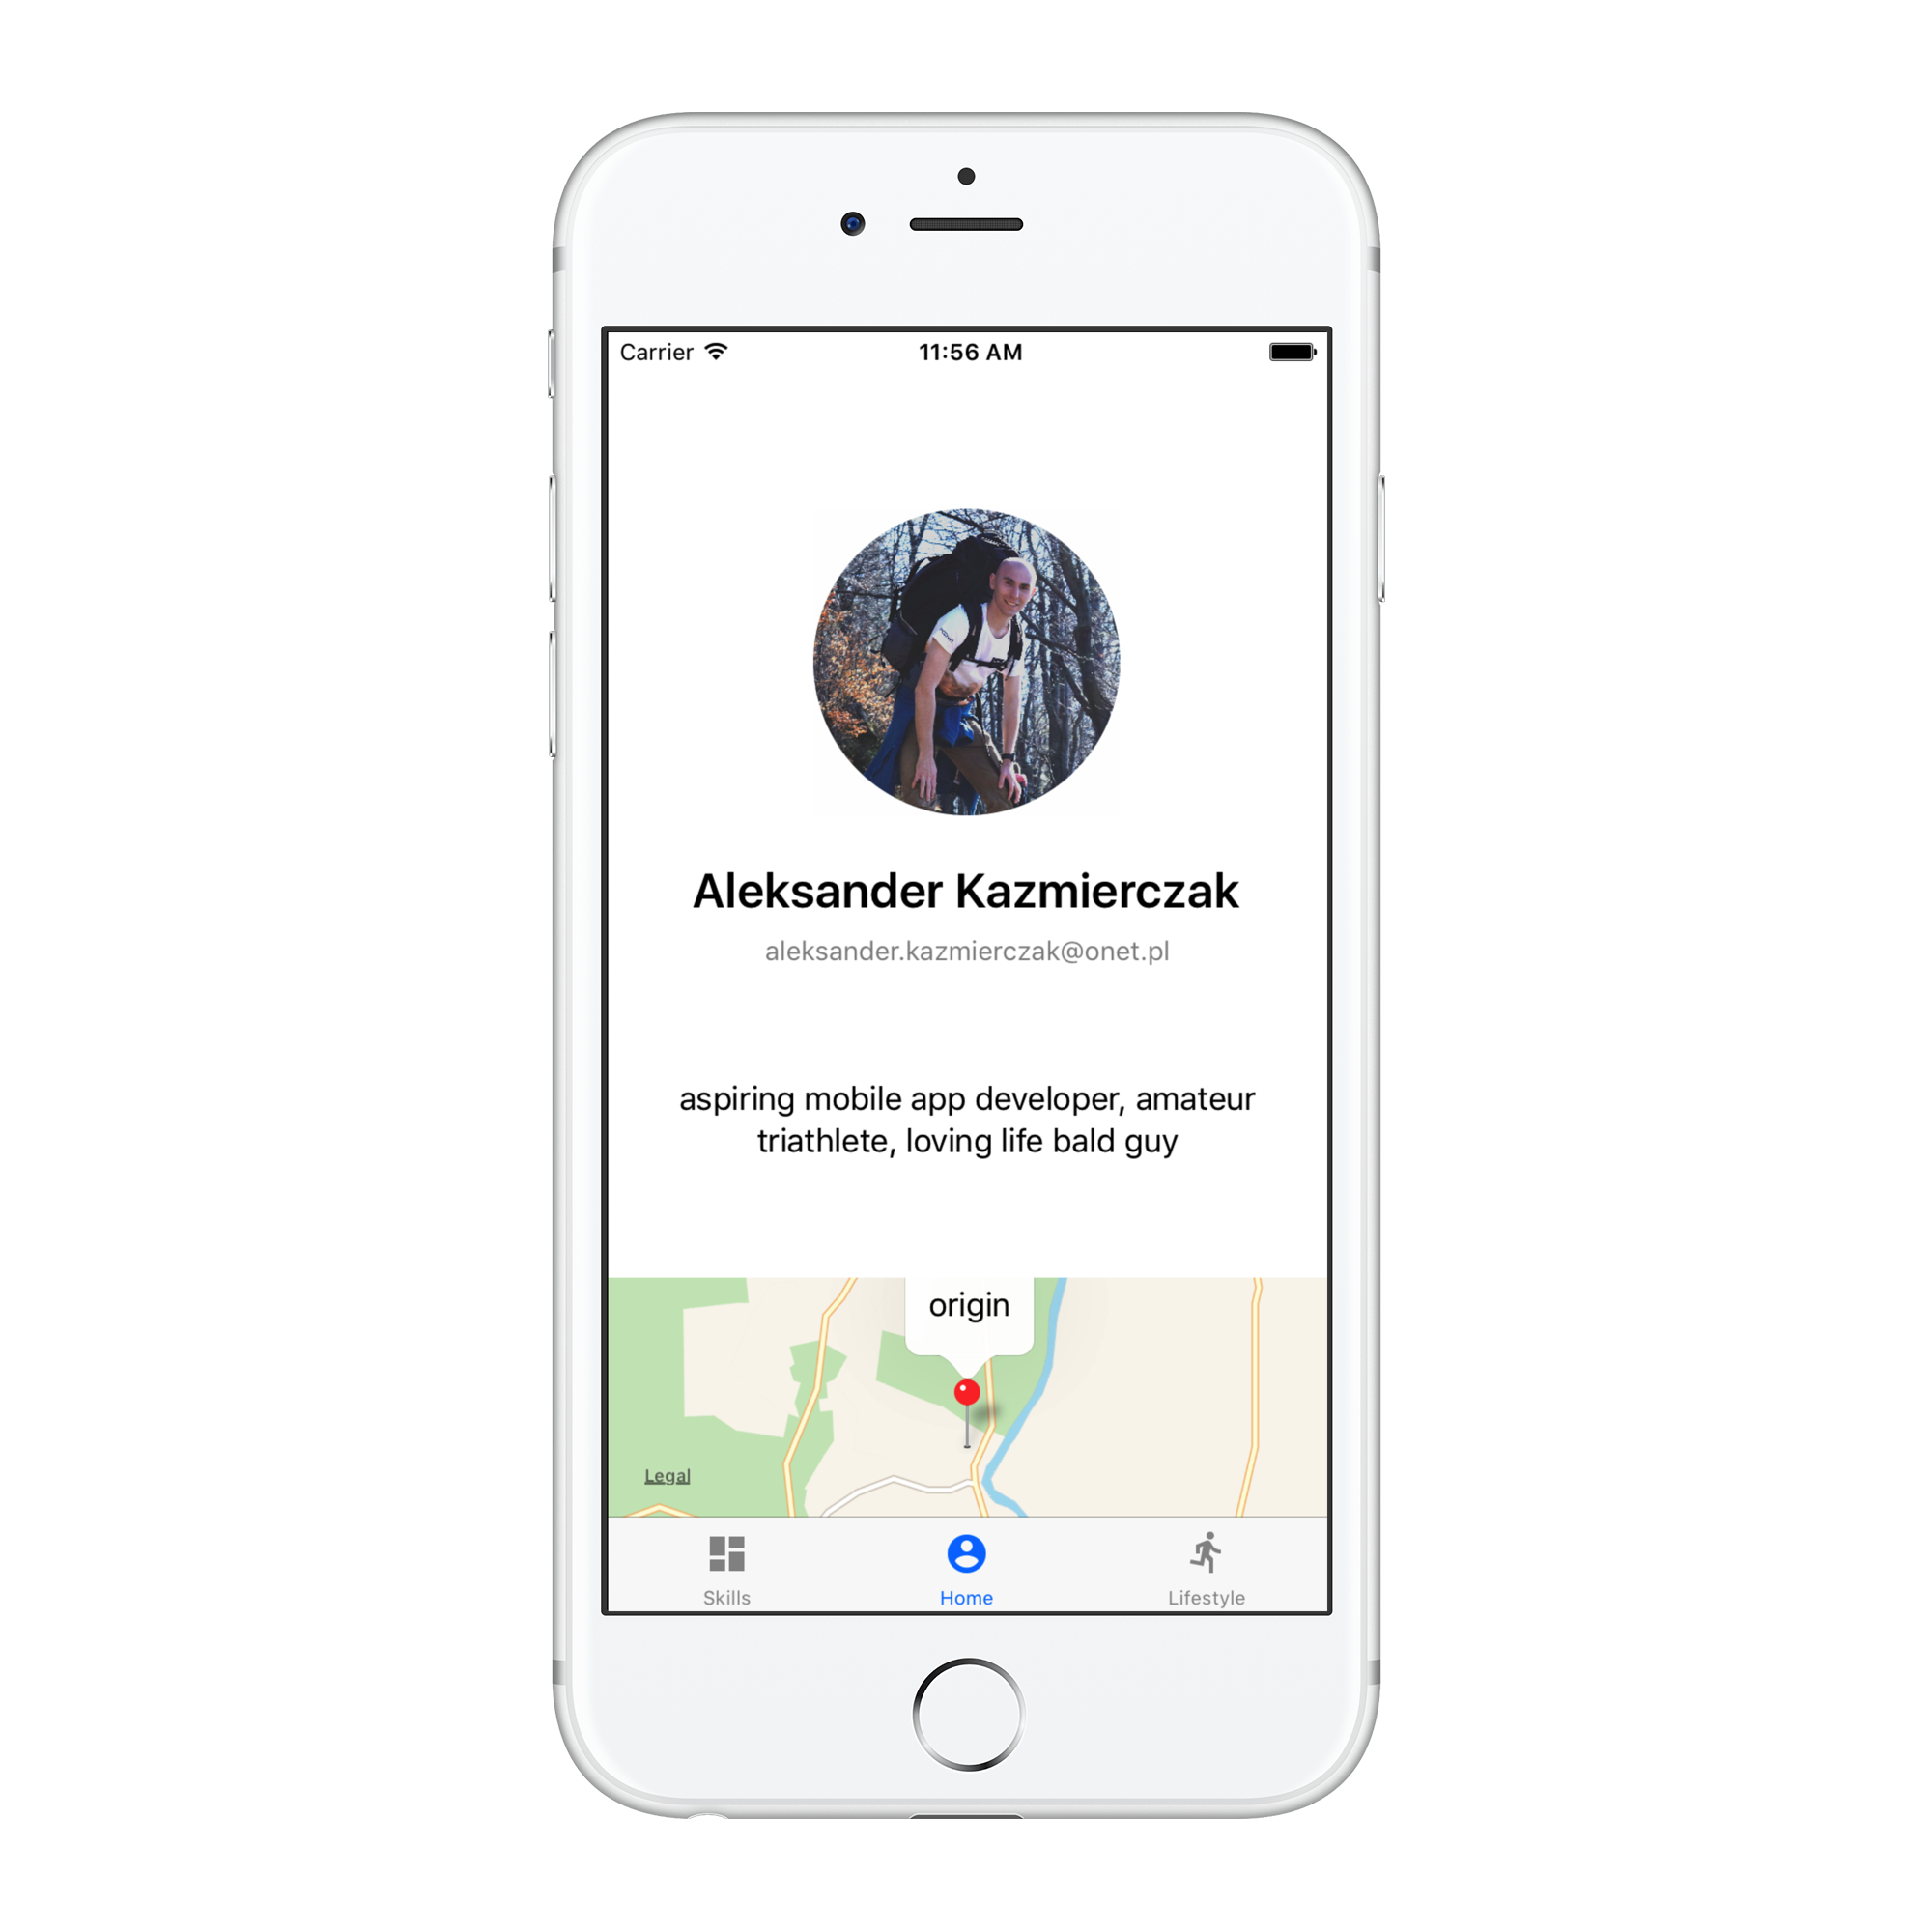 Carrier 11:56 AM
Aleksander Kazmierczak
aleksander.kazmierczak@onet.pl
aspiring mobile app developer, amateur
triathlete, loving life bald guy
origin
Legal
Skills Home Lifestyle